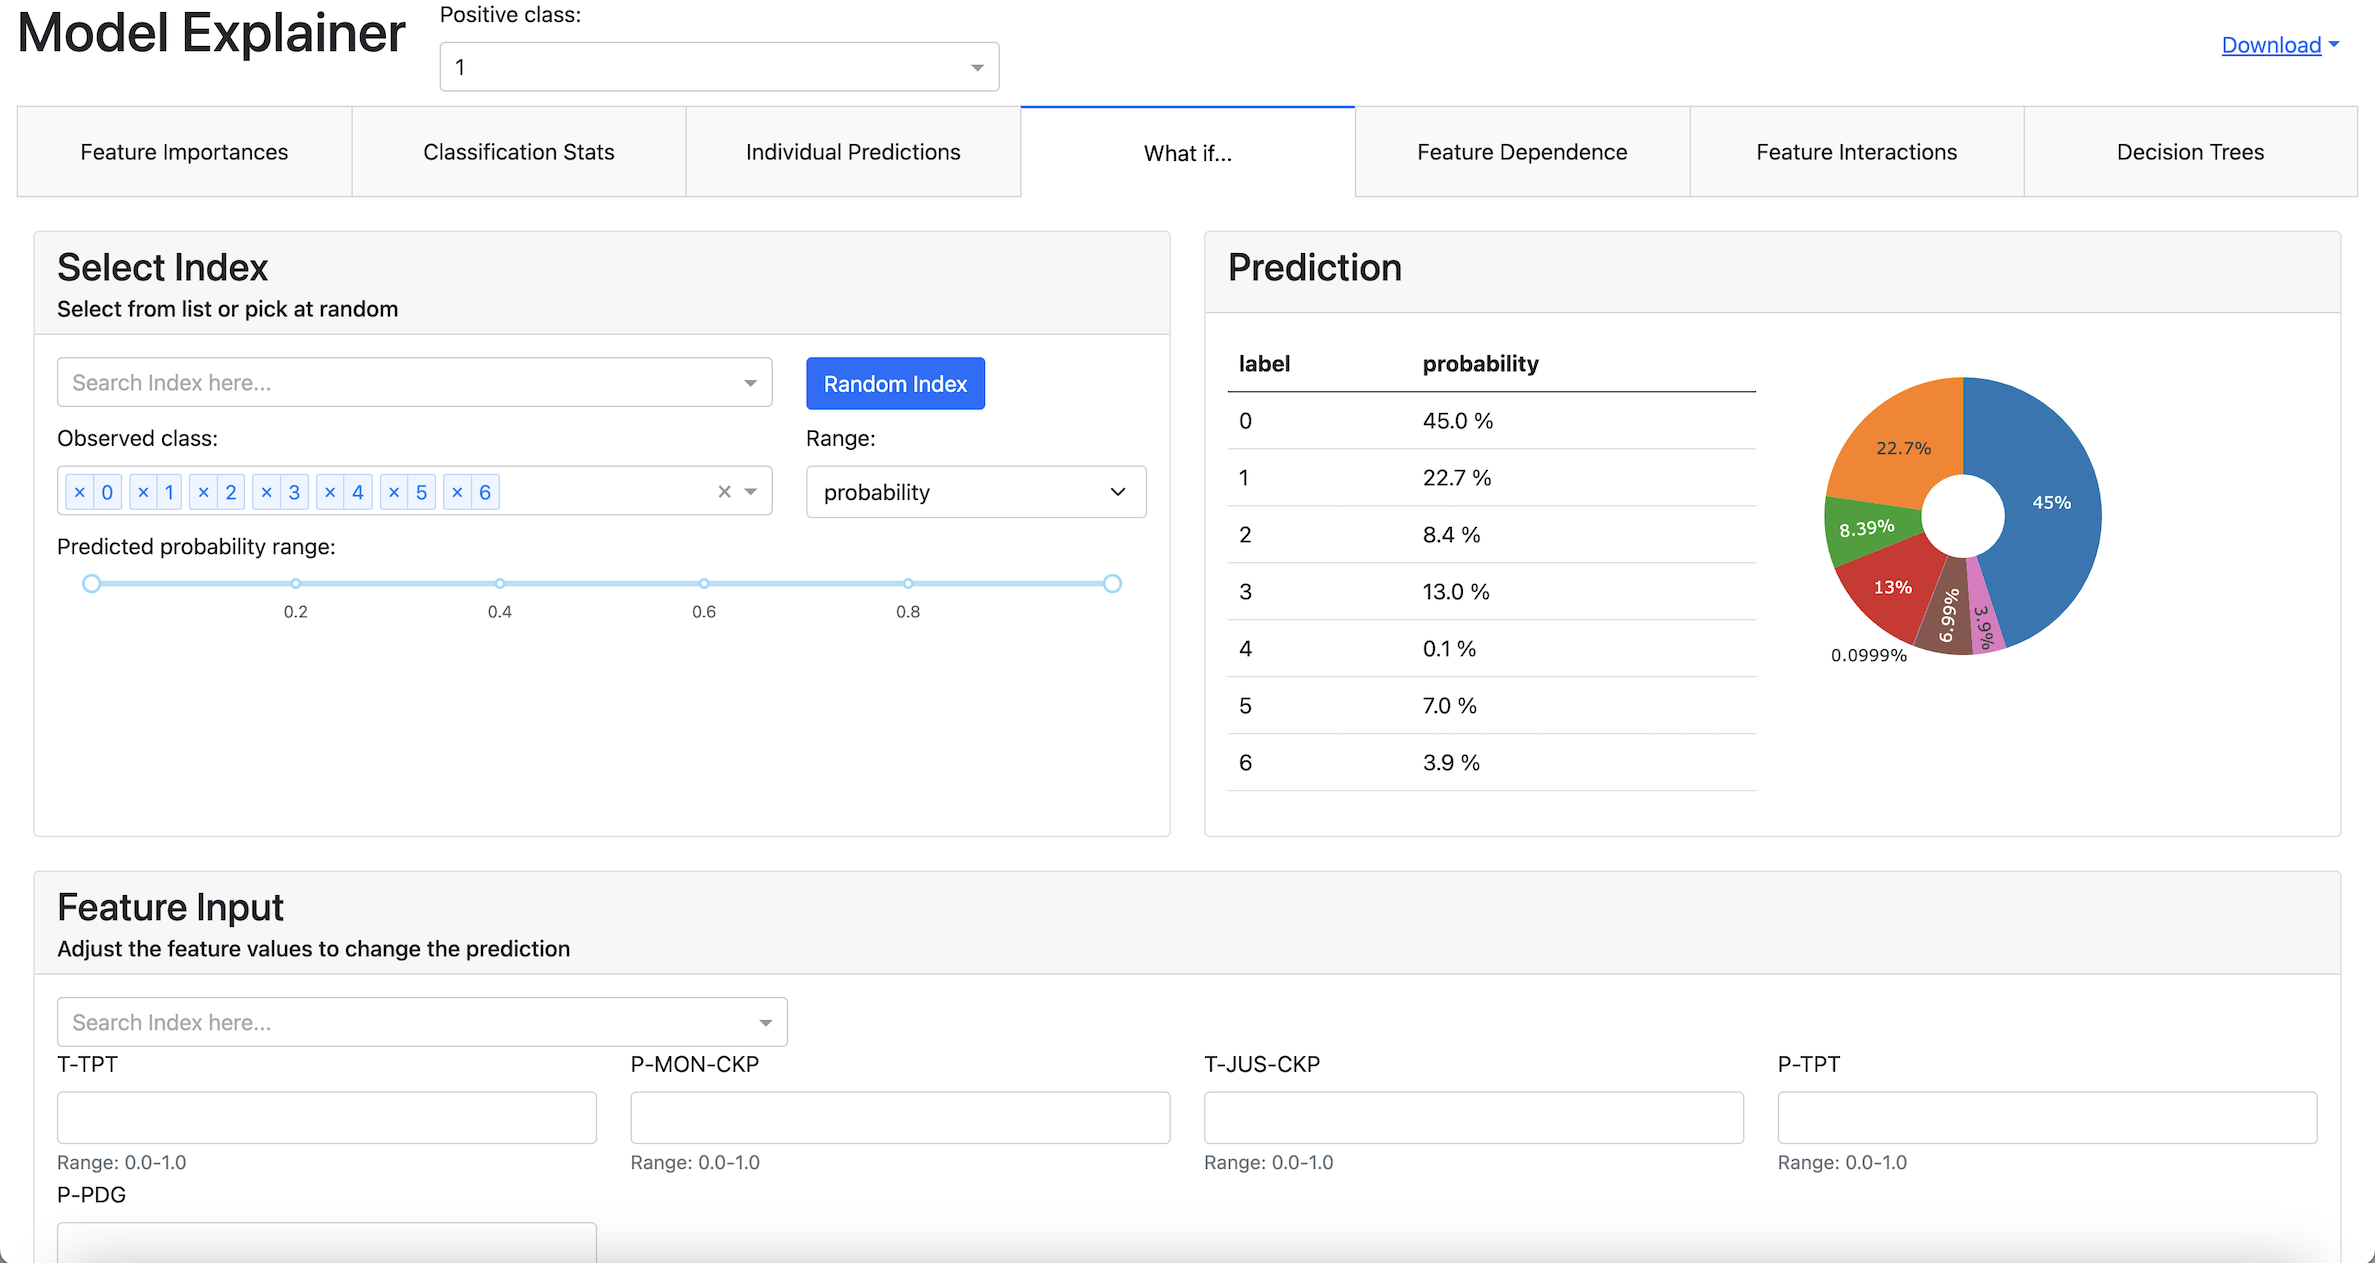 Model Explainer
Positive class:
1
Download
Feature Importances
Classification Stats
Individual Predictions
What if...
Feature Dependence
Feature Interactions
Decision Trees
Select Index
Select from list or pick at random
Search Index here...
Random Index
Observed class:
× 0 × 1 × 2 × 3 × 4 × 5 × 6
Range:
probability
Predicted probability range:
0.2 0.4 0.6 0.8
Prediction
label probability
0 45.0 %
1 22.7 %
2 8.4 %
3 13.0 %
4 0.1 %
5 7.0 %
6 3.9 %
22.7%
45%
8.39%
13%
6.99%
3.9%
0.0999%
Feature Input
Adjust the feature values to change the prediction
Search Index here...
T-TPT
Range: 0.0-1.0
P-MON-CKP
Range: 0.0-1.0
T-JUS-CKP
Range: 0.0-1.0
P-TPT
Range: 0.0-1.0
P-PDG